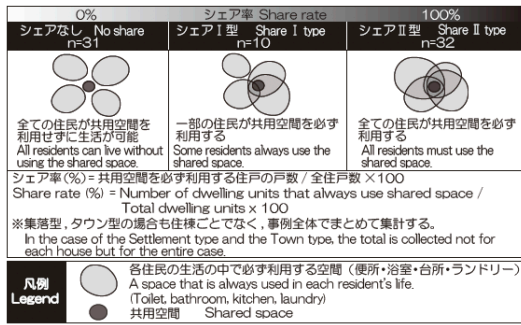 0% シェア率 Share rate 100%
シェアなし No share
n=31
シェアⅠ型 Share Ⅰ type
n=10
シェアⅡ型 Share Ⅱ type
n=32
全ての住民が共用空間を
利用せずに生活が可能
All residents can live without
using the shared space.
一部の住民が共用空間を必ず
利用する
Some residents always use the
shared space.
全ての住民が共用空間を必ず
利用する
All residents must use the
shared space.
シェア率(%)=共用空間を必ず利用する住戸の戸数 / 全住戸数 ×100
Share rate (%) = Number of dwelling units that always use shared space /
Total dwelling units x 100
※集落型,タウン型の場合も住棟ごとでなく,事例全体でまとめて集計する。
In the case of the Settlement type and the Town type, the total is collected not for
each house but for the entire case.
凡例
Legend
各住民の生活の中で必ず利用する空間(便所・浴室・台所・ランドリー)
A space that is always used in each resident's life.
(Toilet, bathroom, kitchen, laundry)
共用空間 Shared space